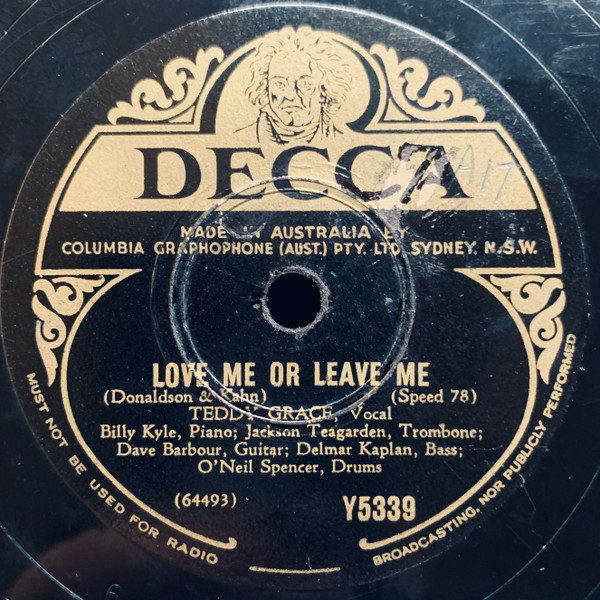 DECCA
A17
MADE IN AUSTRALIA BY
COLUMBIA GRAPHOPHONE (AUST.) PTY. LTD. SYDNEY. N.S.W.
LOVE ME OR LEAVE ME
(Donaldson & Kahn) (Speed 78)
TEDDY GRACE, Vocal
Billy Kyle, Piano; Jackson Teagarden, Trombone;
Dave Barbour, Guitar; Delmar Kaplan, Bass;
O'Neil Spencer, Drums
(64493) Y5339
MUST NOT BE USED FOR RADIO
BROADCASTING, NOR PUBLICLY PERFORMED
6